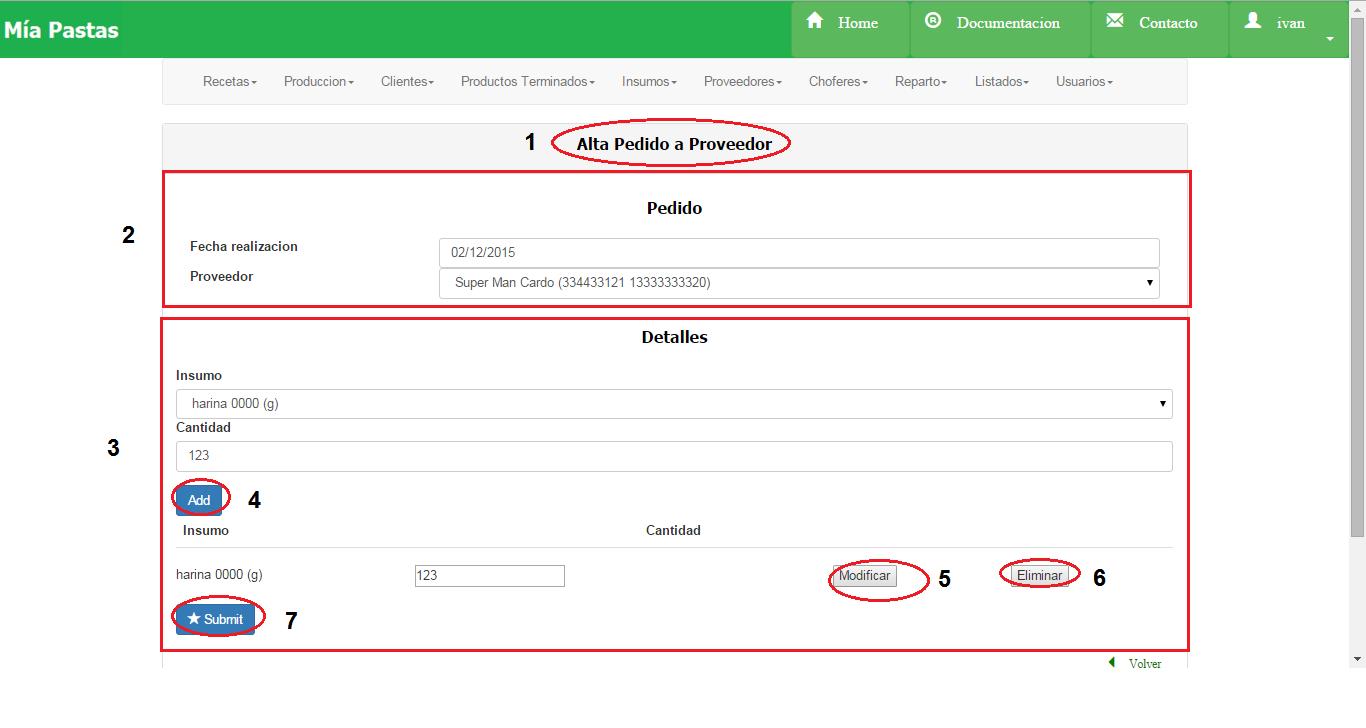 Mía Pastas Home Documentacion Contacto ivan
Recetas Produccion Clientes Productos Terminados Insumos Proveedores Choferes Reparto Listados Usuarios
1 Alta Pedido a Proveedor
Pedido
2
Fecha realizacion 02/12/2015
Proveedor Super Man Cardo (334433121 13333333320)
Detalles
Insumo
harina 0000 (g)
Cantidad
3
123
Add 4
Insumo Cantidad
harina 0000 (g) 123 Modificar 5 Eliminar 6
Submit 7
Volver